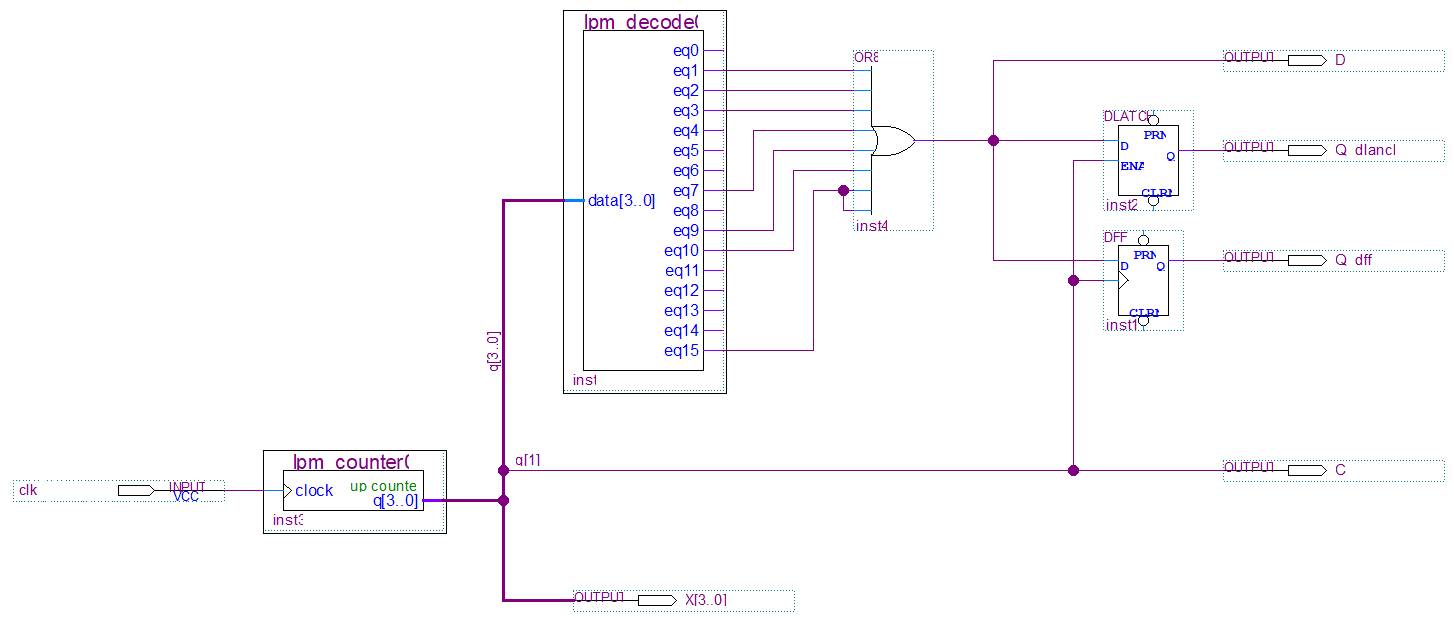 lpm_decode(
eq0
eq1
eq2
eq3
eq4
eq5
eq6
eq7
data[3..0]
eq8
eq9
eq10
eq11
eq12
eq13
eq14
eq15
inst
OR8
inst4
OUTPUT D
DLATCH
PRN
D
Q
ENA
CLRN
inst2
OUTPUT Q_dlancl
DFF
PRN
D
Q
CLRN
inst1
OUTPUT Q_dff
q[3..0]
q[1]
OUTPUT C
lpm_counter(
up counte
clock
q[3..0]
inst3
clk
INPUT
VCC
OUTPUT X[3..0]